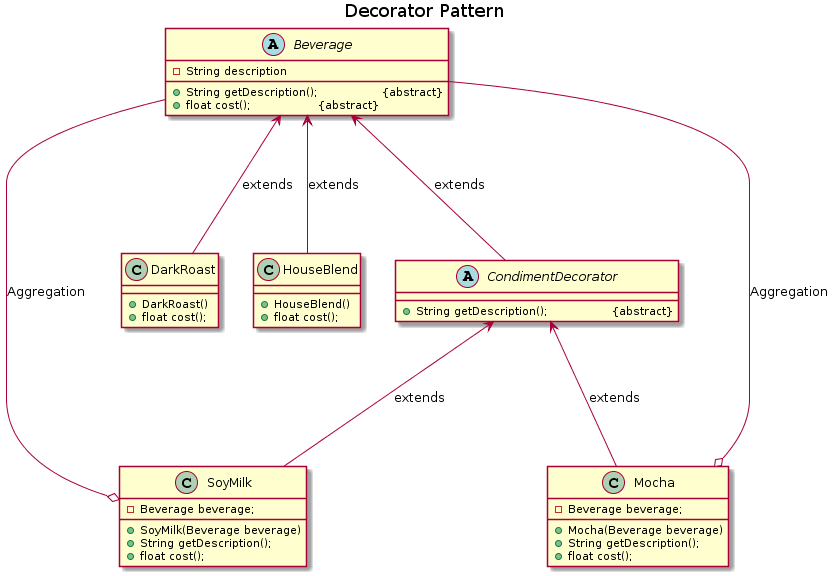 Decorator Pattern
A Beverage
String description
String getDescription(); {abstract}
float cost(); {abstract}
extends
extends
extends
C DarkRoast
DarkRoast()
float cost();
C HouseBlend
HouseBlend()
float cost();
A CondimentDecorator
String getDescription(); {abstract}
Aggregation
Aggregation
extends
extends
C SoyMilk
Beverage beverage;
SoyMilk(Beverage beverage)
String getDescription();
float cost();
C Mocha
Beverage beverage;
Mocha(Beverage beverage)
String getDescription();
float cost();